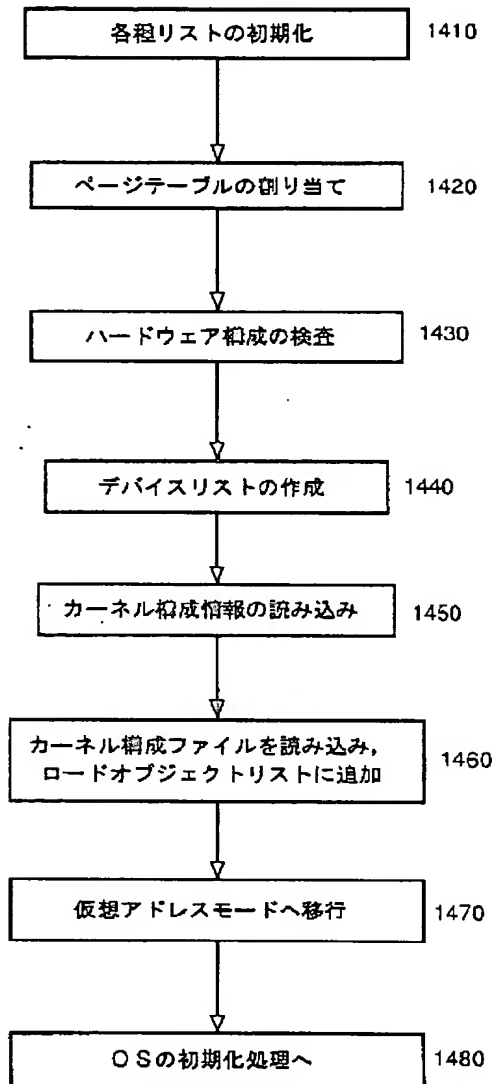 各種リストの初期化 1410
ページテーブルの割り当て 1420
ハードウェア構成の検査 1430
デバイスリストの作成 1440
カーネル構成情報の読み込み 1450
カーネル構成ファイルを読み込み,
ロードオブジェクトリストに追加 1460
仮想アドレスモードへ移行 1470
OSの初期化処理へ 1480